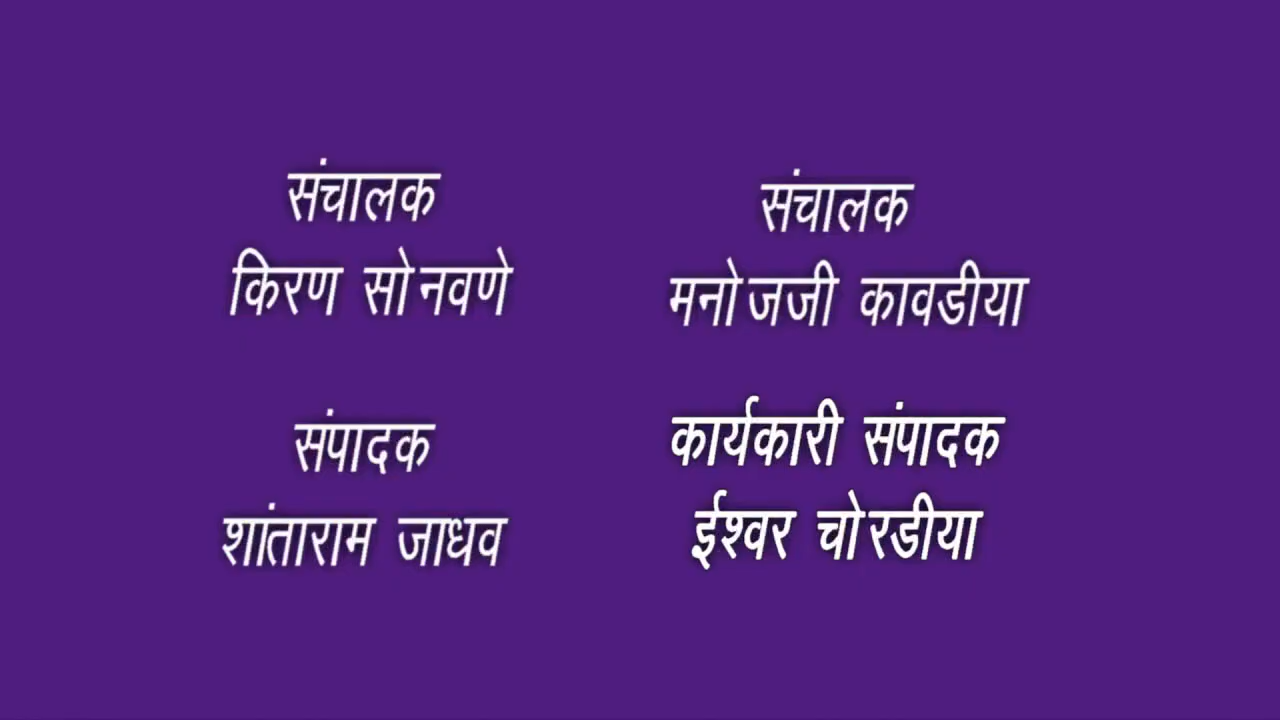 संचालक
किरण सोनवणे
संचालक
मनोजजी कावडीया
संपादक
शांताराम जाधव
कार्यकारी संपादक
ईश्वर चोरडीया